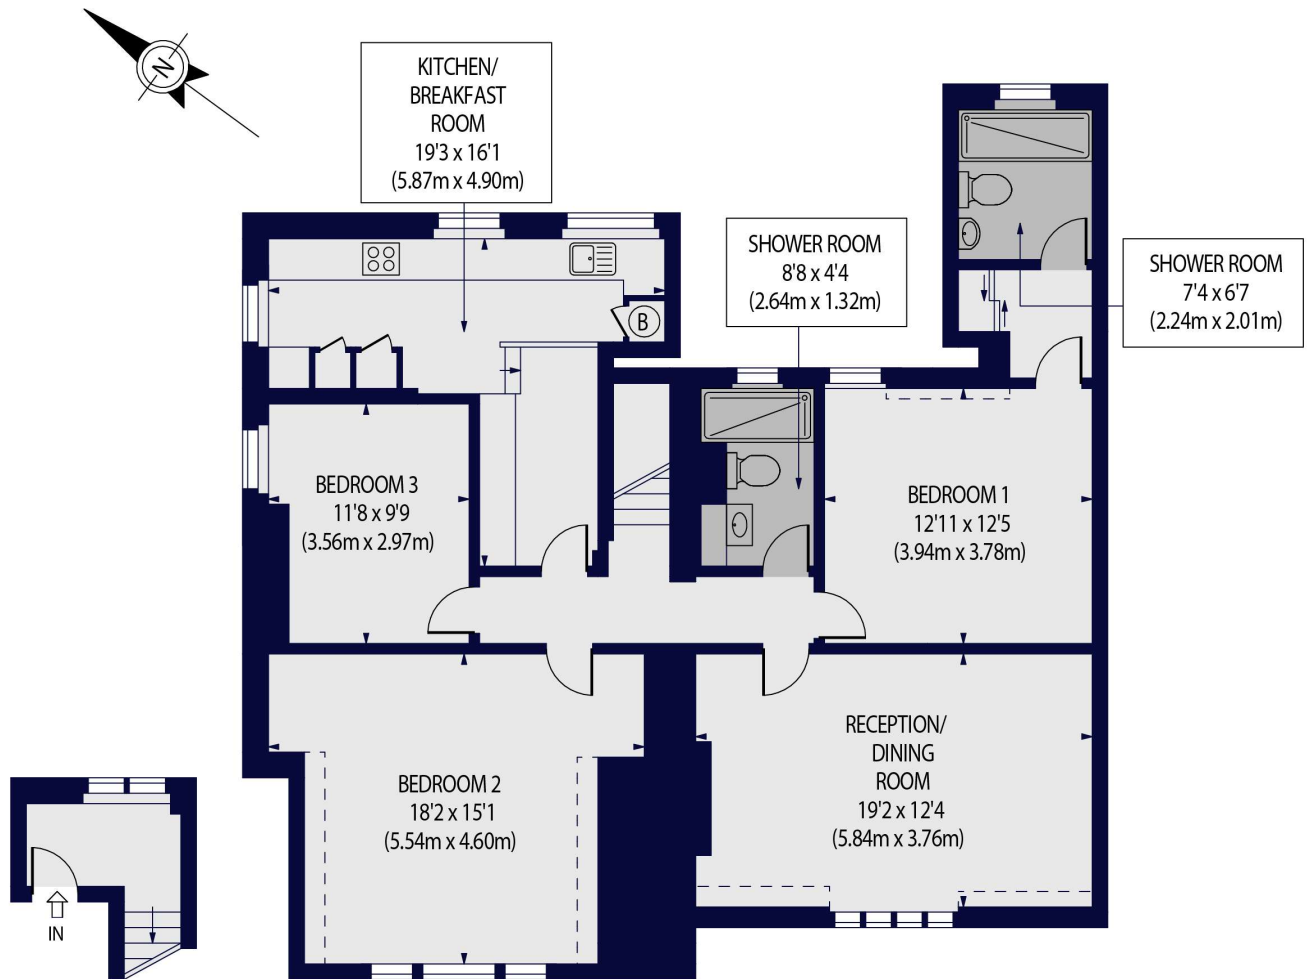 N
KITCHEN/
BREAKFAST
ROOM
19'3 x 16'1
(5.87m x 4.90m)
SHOWER ROOM
8'8 x 4'4
(2.64m x 1.32m)
SHOWER ROOM
7'4 x 6'7
(2.24m x 2.01m)
B
BEDROOM 3
11'8 x 9'9
(3.56m x 2.97m)
BEDROOM 1
12'11 x 12'5
(3.94m x 3.78m)
BEDROOM 2
18'2 x 15'1
(5.54m x 4.60m)
RECEPTION/
DINING
ROOM
19'2 x 12'4
(5.84m x 3.76m)
IN